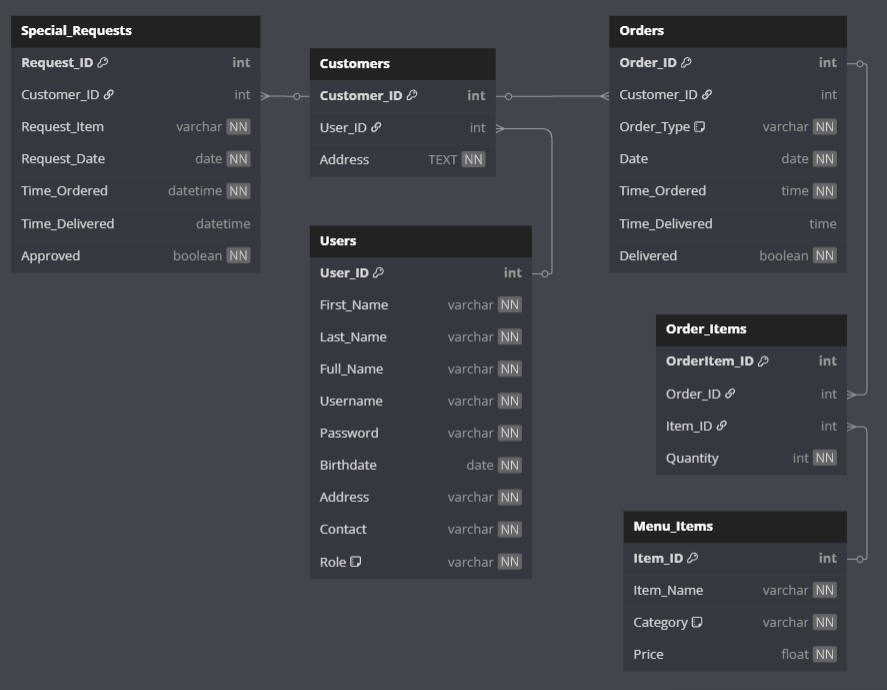 Special_Requests
Request_ID int
Customer_ID int
Request_Item varchar NN
Request_Date date NN
Time_Ordered datetime NN
Time_Delivered datetime
Approved boolean NN
Customers
Customer_ID int
User_ID int
Address TEXT NN
Users
User_ID int
First_Name varchar NN
Last_Name varchar NN
Full_Name varchar NN
Username varchar NN
Password varchar NN
Birthdate date NN
Address varchar NN
Contact varchar NN
Role varchar NN
Orders
Order_ID int
Customer_ID int
Order_Type varchar NN
Date date NN
Time_Ordered time NN
Time_Delivered time
Delivered boolean NN
Order_Items
OrderItem_ID int
Order_ID int
Item_ID int
Quantity int NN
Menu_Items
Item_ID int
Item_Name varchar NN
Category varchar NN
Price float NN